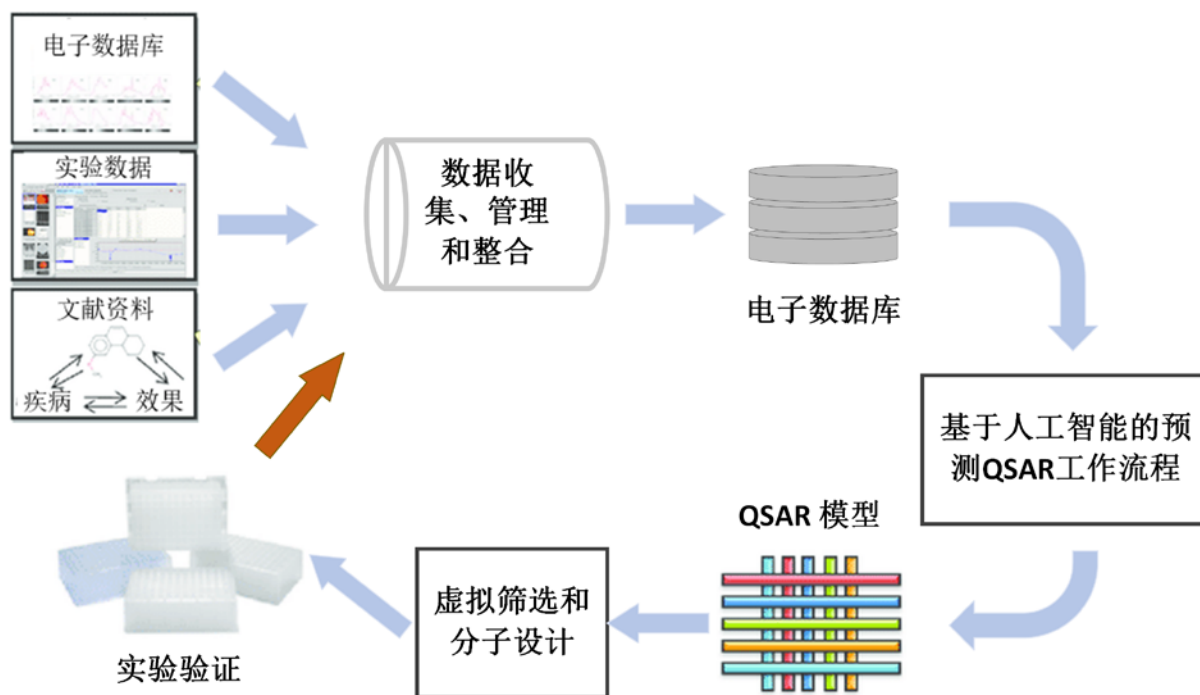 电子数据库
实验数据
文献资料
疾病
效果
数据收
集、管理
和整合
电子数据库
基于人工智能的预
测QSAR工作流程
QSAR 模型
虚拟筛选和
分子设计
实验验证